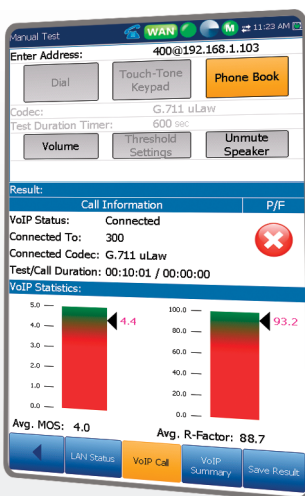 Manual Test WAN M 11:23 AM
Enter Address: 400@192.168.1.103
Dial
Touch-Tone Keypad
Phone Book
Codec: G.711 uLaw
Test Duration Timer: 600 sec
Volume
Threshold Settings
Unmute Speaker
Result:
Call Information P/F
VoIP Status: Connected
Connected To: 300
Connected Codec: G.711 uLaw
Test/Call Duration: 00:10:01 / 00:00:00
VoIP Statistics:
5.0
4.0
3.0
2.0
1.0
0.0
4.4
100.0
80.0
60.0
40.0
20.0
0.0
93.2
Avg. MOS: 4.0
Avg. R-Factor: 88.7
LAN Status
VoIP Call
VoIP Summary
Save Result